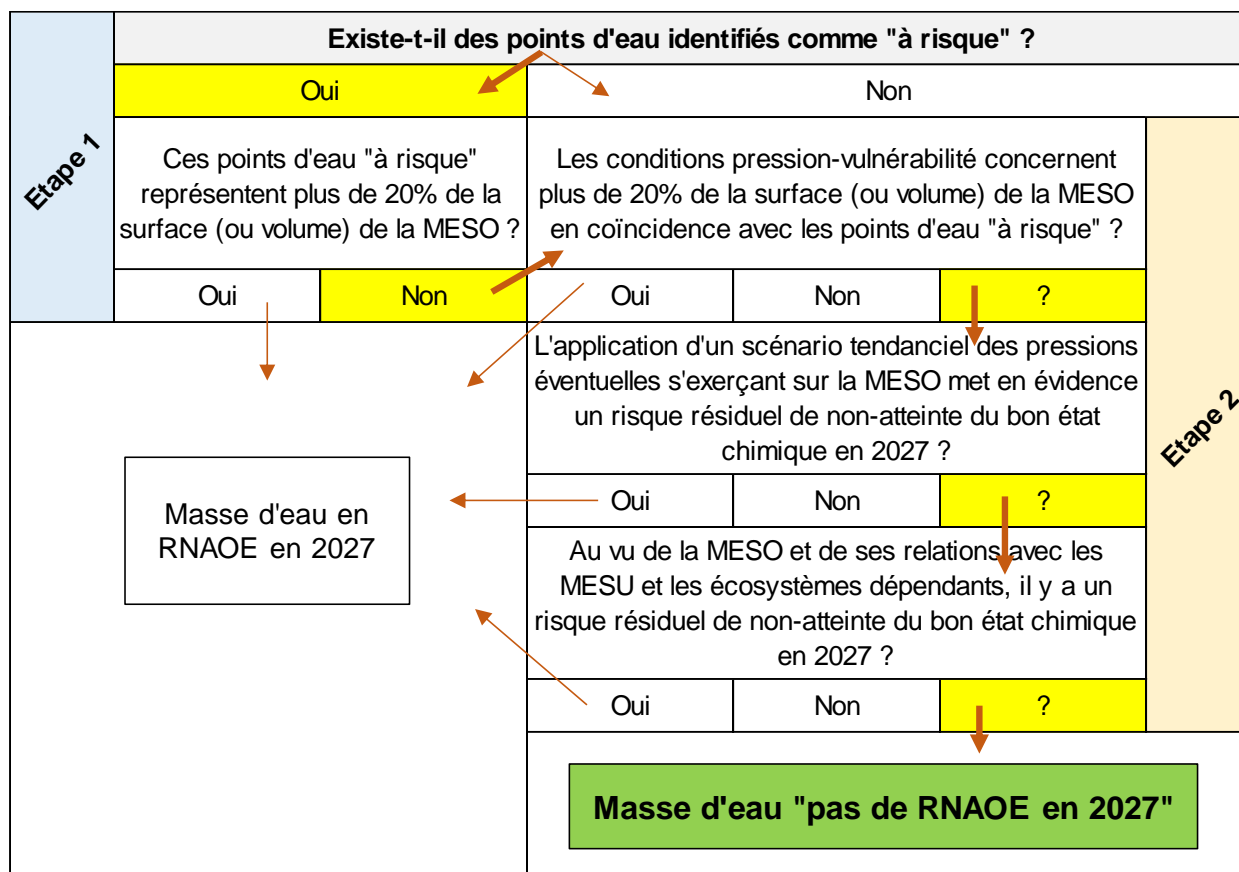 Existe-t-il des points d'eau identifiés comme "à risque" ?
Oui
Non
Etape 1
Ces points d'eau "à risque"
représentent plus de 20% de la
surface (ou volume) de la MESO ?
Les conditions pression-vulnérabilité concernent
plus de 20% de la surface (ou volume) de la MESO
en coïncidence avec les points d'eau "à risque" ?
Oui
Non
Oui
Non
?
L'application d'un scénario tendanciel des pressions
éventuelles s'exerçant sur la MESO met en évidence
un risque résiduel de non-atteinte du bon état
chimique en 2027 ?
Etape 2
Oui
Non
?
Masse d'eau en
RNAOE en 2027
Au vu de la MESO et de ses relations avec les
MESU et les écosystèmes dépendants, il y a un
risque résiduel de non-atteinte du bon état chimique
en 2027 ?
Oui
Non
?
Masse d'eau "pas de RNAOE en 2027"